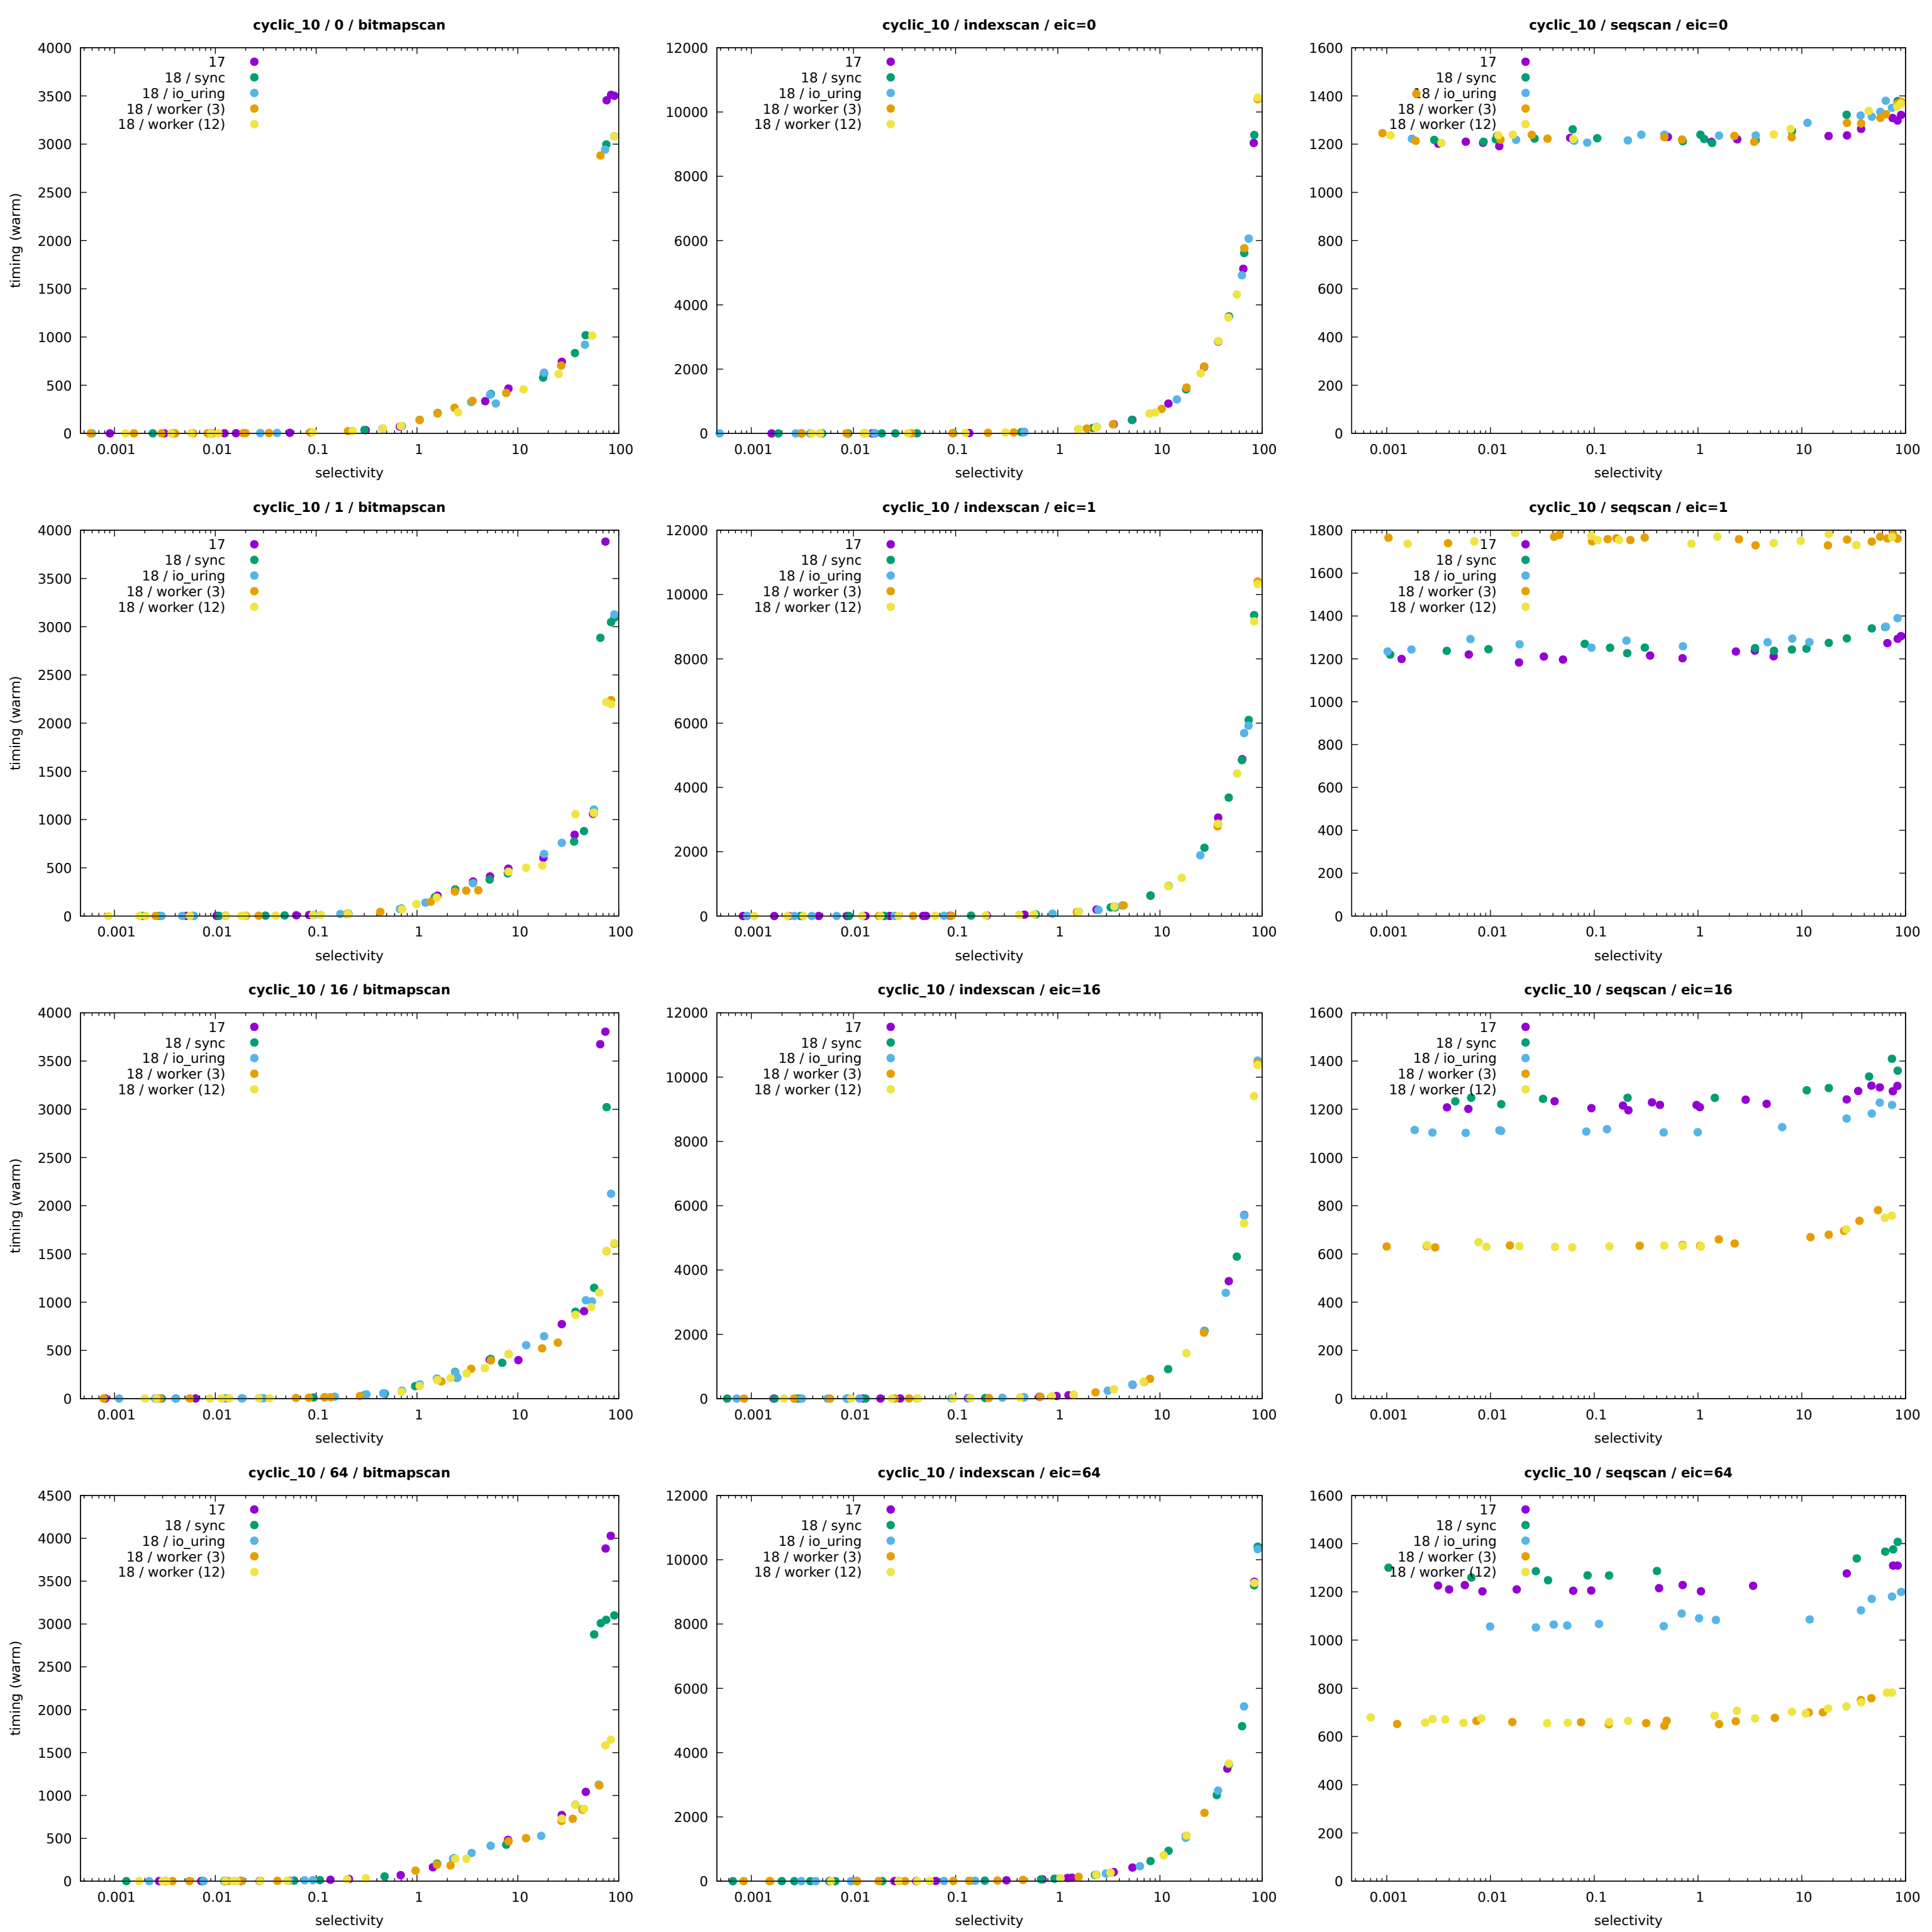 cyclic_10 / 0 / bitmapscan
timing (warm)
4000
3500
3000
2500
2000
1500
1000
500
0
17
18 / sync
18 / io_uring
18 / worker (3)
18 / worker (12)
0.001 0.01 0.1 1 10 100
selectivity
cyclic_10 / indexscan / eic=0
12000
10000
8000
6000
4000
2000
0
17
18 / sync
18 / io_uring
18 / worker (3)
18 / worker (12)
0.001 0.01 0.1 1 10 100
selectivity
cyclic_10 / seqscan / eic=0
1600
1400
1200
1000
800
600
400
200
0
17
18 / sync
18 / io_uring
18 / worker (3)
18 / worker (12)
0.001 0.01 0.1 1 10 100
selectivity
cyclic_10 / 1 / bitmapscan
timing (warm)
4000
3500
3000
2500
2000
1500
1000
500
0
17
18 / sync
18 / io_uring
18 / worker (3)
18 / worker (12)
0.001 0.01 0.1 1 10 100
selectivity
cyclic_10 / indexscan / eic=1
12000
10000
8000
6000
4000
2000
0
17
18 / sync
18 / io_uring
18 / worker (3)
18 / worker (12)
0.001 0.01 0.1 1 10 100
selectivity
cyclic_10 / seqscan / eic=1
1800
1600
1400
1200
1000
800
600
400
200
0
17
18 / sync
18 / io_uring
18 / worker (3)
18 / worker (12)
0.001 0.01 0.1 1 10 100
selectivity
cyclic_10 / 16 / bitmapscan
timing (warm)
4000
3500
3000
2500
2000
1500
1000
500
0
17
18 / sync
18 / io_uring
18 / worker (3)
18 / worker (12)
0.001 0.01 0.1 1 10 100
selectivity
cyclic_10 / indexscan / eic=16
12000
10000
8000
6000
4000
2000
0
17
18 / sync
18 / io_uring
18 / worker (3)
18 / worker (12)
0.001 0.01 0.1 1 10 100
selectivity
cyclic_10 / seqscan / eic=16
1600
1400
1200
1000
800
600
400
200
0
17
18 / sync
18 / io_uring
18 / worker (3)
18 / worker (12)
0.001 0.01 0.1 1 10 100
selectivity
cyclic_10 / 64 / bitmapscan
timing (warm)
4500
4000
3500
3000
2500
2000
1500
1000
500
0
17
18 / sync
18 / io_uring
18 / worker (3)
18 / worker (12)
0.001 0.01 0.1 1 10 100
selectivity
cyclic_10 / indexscan / eic=64
12000
10000
8000
6000
4000
2000
0
17
18 / sync
18 / io_uring
18 / worker (3)
18 / worker (12)
0.001 0.01 0.1 1 10 100
selectivity
cyclic_10 / seqscan / eic=64
1600
1400
1200
1000
800
600
400
200
0
17
18 / sync
18 / io_uring
18 / worker (3)
18 / worker (12)
0.001 0.01 0.1 1 10 100
selectivity